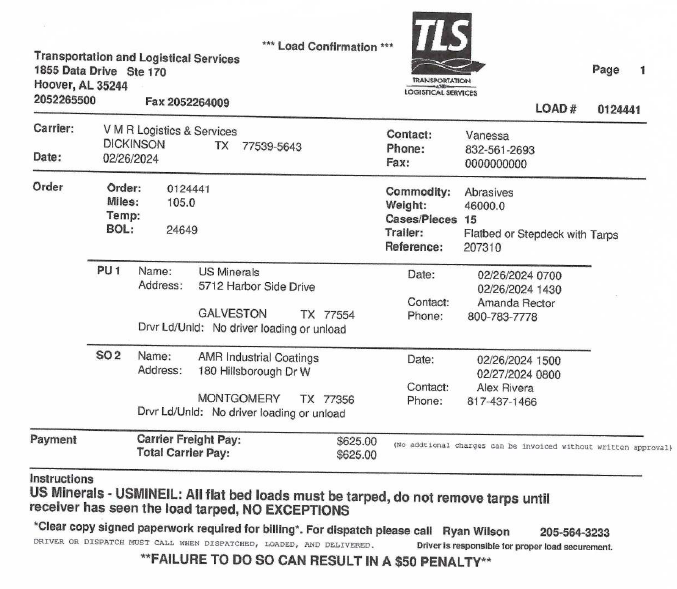 *** Load Confirmation ***
TLS
TRANSPORTATION
AND
LOGISTICAL SERVICES
Transportation and Logistical Services
1855 Data Drive Ste 170
Hoover, AL 35244
2052265500 Fax 2052264009
Page 1
LOAD # 0124441
Carrier: V M R Logistics & Services
DICKINSON TX 77539-5643
Date: 02/26/2024
Contact: Vanessa
Phone: 832-561-2693
Fax: 0000000000
Order Order: 0124441
Miles: 105.0
Temp:
BOL: 24649
Commodity: Abrasives
Weight: 46000.0
Cases/Pieces 15
Trailer: Flatbed or Stepdeck with Tarps
Reference: 207310
PU 1 Name: US Minerals
Address: 5712 Harbor Side Drive
GALVESTON TX 77554
Drvr Ld/Unld: No driver loading or unload
Date: 02/26/2024 0700
02/26/2024 1430
Contact: Amanda Rector
Phone: 800-783-7778
SO 2 Name: AMR Industrial Coatings
Address: 180 Hillsborough Dr W
MONTGOMERY TX 77356
Drvr Ld/Unld: No driver loading or unload
Date: 02/26/2024 1500
02/27/2024 0800
Contact: Alex Rivera
Phone: 817-437-1466
Payment Carrier Freight Pay: $625.00 (No addtional charges can be invoiced without written approval)
Total Carrier Pay: $625.00
Instructions
US Minerals - USMINEIL: All flat bed loads must be tarped, do not remove tarps until
receiver has seen the load tarped, NO EXCEPTIONS
*Clear copy signed paperwork required for billing*. For dispatch please call Ryan Wilson 205-564-3233
DRIVER OR DISPATCH MUST CALL WHEN DISPATCHED, LOADED, AND DELIVERED. Driver is responsible for proper load securement.
**FAILURE TO DO SO CAN RESULT IN A $50 PENALTY**